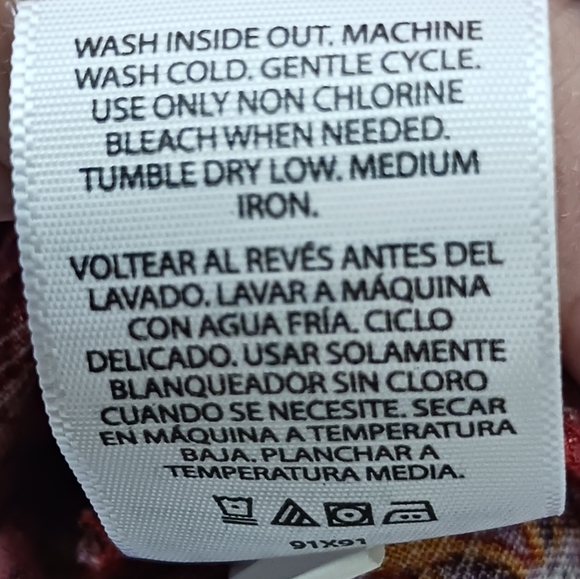 WASH INSIDE OUT. MACHINE
WASH COLD. GENTLE CYCLE.
USE ONLY NON CHLORINE
BLEACH WHEN NEEDED.
TUMBLE DRY LOW. MEDIUM
IRON.
VOLTEAR AL REVÉS ANTES DEL
LAVADO. LAVAR A MÁQUINA
CON AGUA FRÍA. CICLO
DELICADO. USAR SOLAMENTE
BLANQUEADOR SIN CLORO
CUANDO SE NECESITE. SECAR
EN MÁQUINA A TEMPERATURA
BAJA. PLANCHAR A
TEMPERATURA MEDIA.
91X91